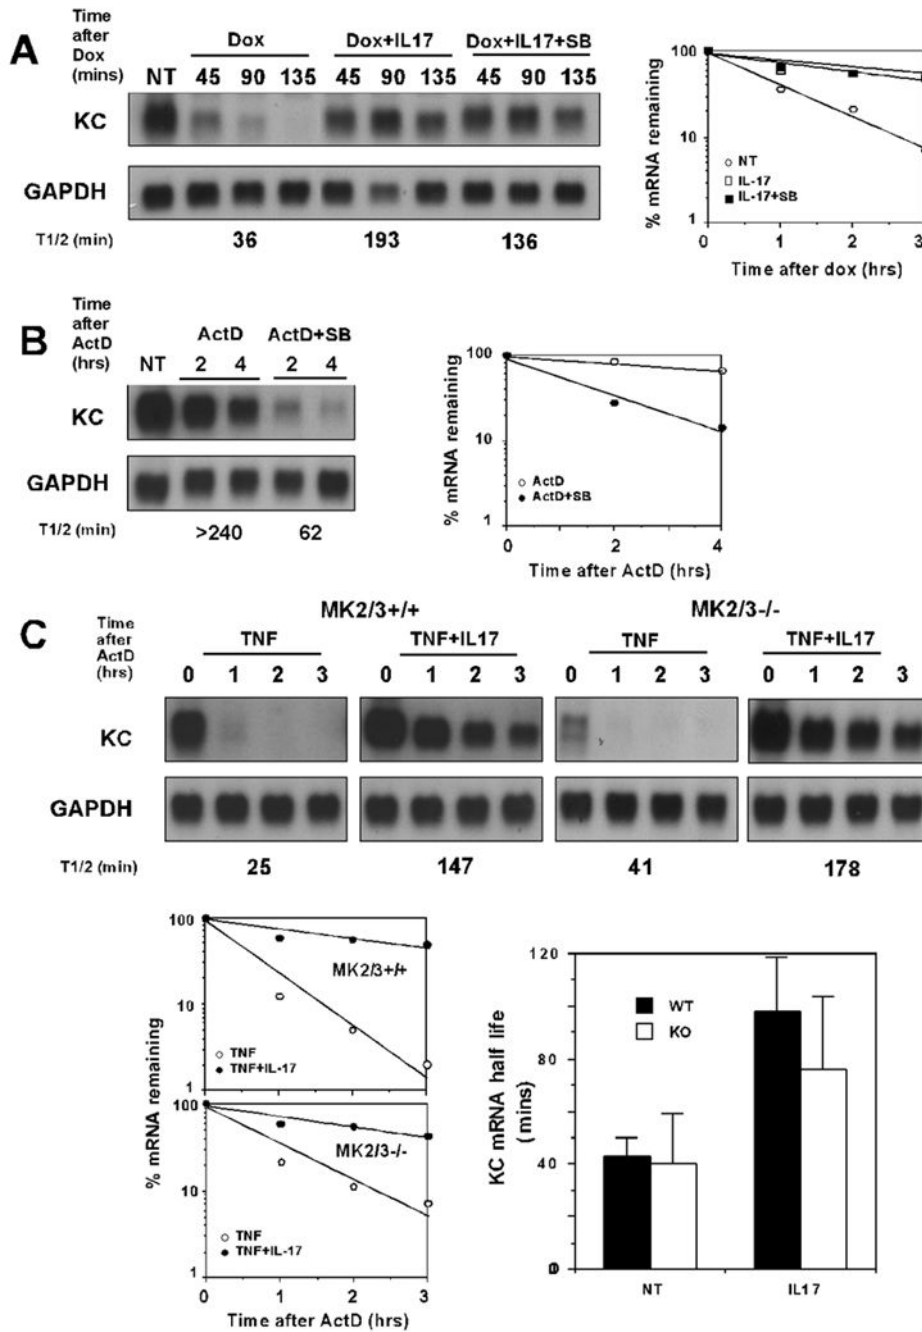 A
Time
after
Dox
(mins)
Dox Dox+IL17 Dox+IL17+SB
NT 45 90 135 45 90 135 45 90 135
KC
GAPDH
T1/2 (min) 36 193 136
% mRNA remaining
100
10
1
NT
IL-17
IL-17+SB
0 1 2 3
Time after dox (hrs)
B
Time
after
ActD
(hrs)
ActD ActD+SB
NT 2 4 2 4
KC
GAPDH
T1/2 (min) >240 62
% mRNA remaining
100
10
1
ActD
ActD+SB
0 2 4
Time after ActD (hrs)
C
Time
after
ActD
(hrs)
MK2/3+/+ MK2/3-/-
TNF TNF+IL17 TNF TNF+IL17
0 1 2 3 0 1 2 3 0 1 2 3 0 1 2 3
KC
GAPDH
T1/2 (min) 25 147 41 178
% mRNA remaining
100
10
1
MK2/3+/+
TNF
TNF+IL-17
100
10
1
MK2/3-/-
TNF
TNF+IL-17
0 1 2 3
Time after ActD (hrs)
KC mRNA half life
(mins)
120
80
40
0
WT
KO
NT IL17